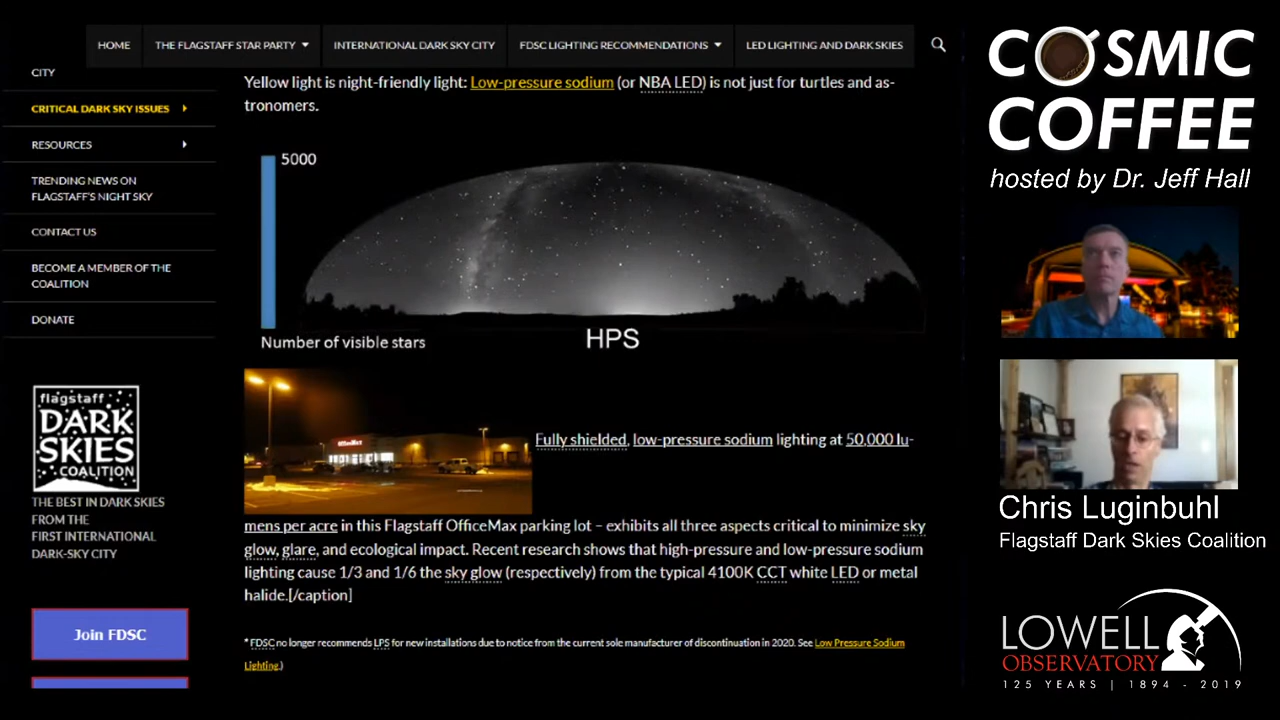 HOME
THE FLAGSTAFF STAR PARTY
INTERNATIONAL DARK SKY CITY
FDSC LIGHTING RECOMMENDATIONS
LED LIGHTING AND DARK SKIES
CITY
CRITICAL DARK SKY ISSUES
RESOURCES
TRENDING NEWS ON
FLAGSTAFF'S NIGHT SKY
CONTACT US
BECOME A MEMBER OF THE
COALITION
DONATE
flagstaff
DARK
SKIES
COALITION
THE BEST IN DARK SKIES
FROM THE
FIRST INTERNATIONAL
DARK-SKY CITY
Join FDSC
Yellow light is night-friendly light: Low-pressure sodium (or NBA LED) is not just for turtles and as-
tronomers.
5000
Number of visible stars
HPS
OfficeMax
Fully shielded, low-pressure sodium lighting at 50,000 lu-
mens per acre in this Flagstaff OfficeMax parking lot – exhibits all three aspects critical to minimize sky
glow, glare, and ecological impact. Recent research shows that high-pressure and low-pressure sodium
lighting cause 1/3 and 1/6 the sky glow (respectively) from the typical 4100K CCT white LED or metal
halide.[/caption]
* FDSC no longer recommends LPS for new installations due to notice from the current sole manufacturer of discontinuation in 2020. See Low Pressure Sodium
Lighting.)
COSMIC
COFFEE
hosted by Dr. Jeff Hall
Chris Luginbuhl
Flagstaff Dark Skies Coalition
LOWELL
OBSERVATORY
125 YEARS | 1894 - 2019